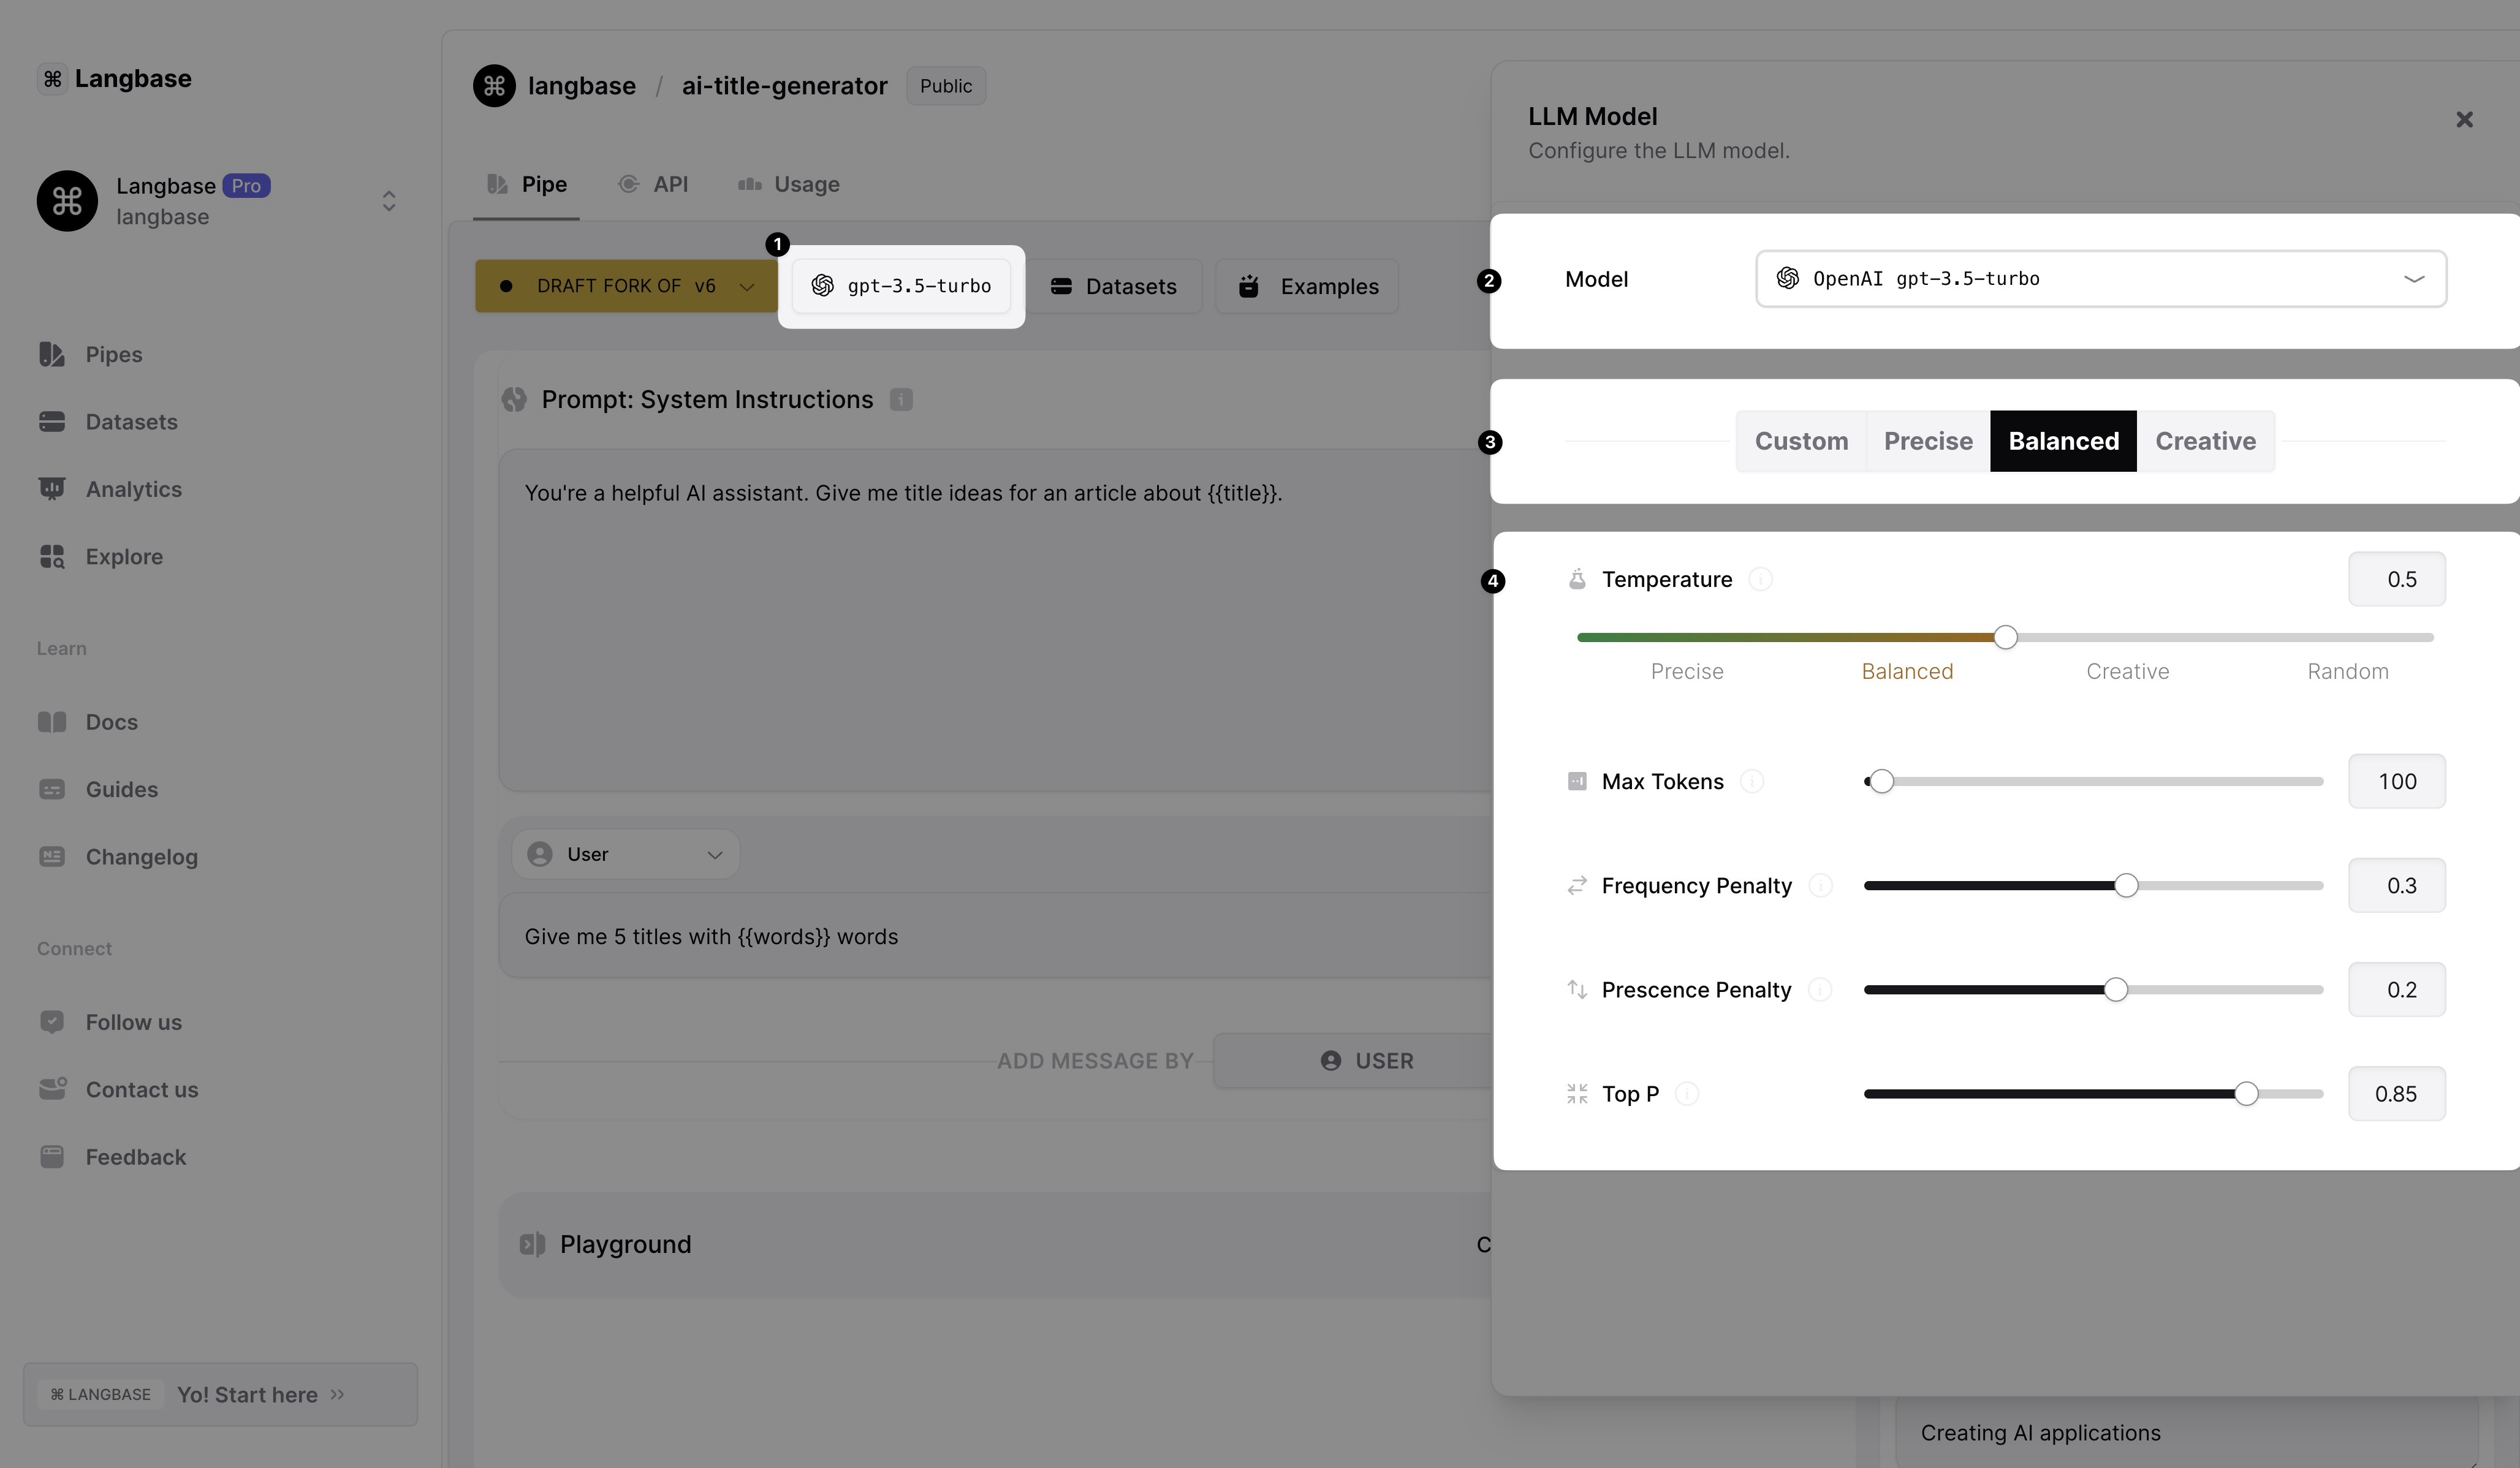 Langbase
Langbase Pro
langbase
Pipes
Datasets
Analytics
Explore
Learn
Docs
Guides
Changelog
Connect
Follow us
Contact us
Feedback
⌘ LANGBASE Yo! Start here
langbase / ai-title-generator Public
Pipe API Usage
1
DRAFT FORK OF v6 gpt-3.5-turbo Datasets Examples
Prompt: System Instructions
You're a helpful AI assistant. Give me title ideas for an article about {{title}}.
User
Give me 5 titles with {{words}} words
ADD MESSAGE BY USER
Playground
LLM Model
Configure the LLM model.
2
Model OpenAI gpt-3.5-turbo
3
Custom Precise Balanced Creative
4
Temperature 0.5
Precise Balanced Creative Random
Max Tokens 100
Frequency Penalty 0.3
Prescence Penalty 0.2
Top P 0.85
Creating AI applications